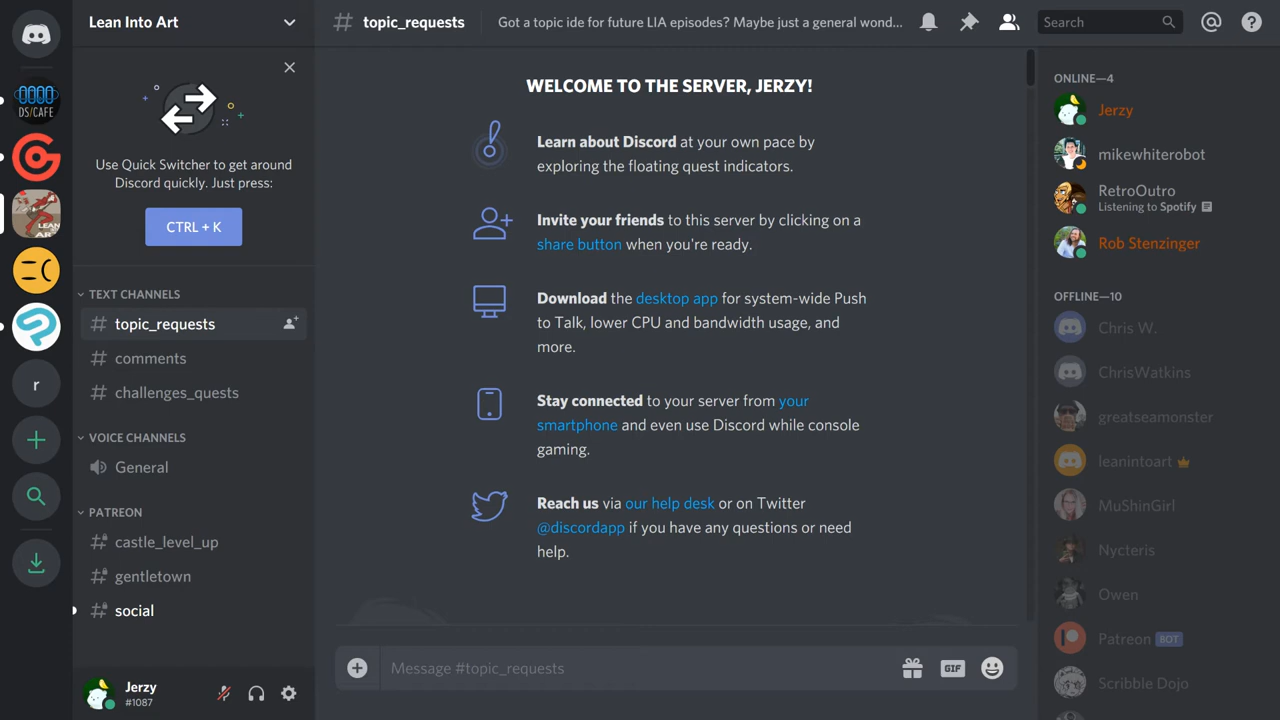 DS/CAFE
LEAN
r
Lean Into Art
Use Quick Switcher to get around
Discord quickly. Just press:
CTRL + K
TEXT CHANNELS
# topic_requests
# comments
# challenges_quests
VOICE CHANNELS
General
PATREON
# castle_level_up
# gentletown
# social
Jerzy
#1087
# topic_requests
Got a topic ide for future LIA episodes? Maybe just a general wond...
Search
WELCOME TO THE SERVER, JERZY!
Learn about Discord at your own pace by
exploring the floating quest indicators.
Invite your friends to this server by clicking on a
share button when you're ready.
Download the desktop app for system-wide Push
to Talk, lower CPU and bandwidth usage, and
more.
Stay connected to your server from your
smartphone and even use Discord while console
gaming.
Reach us via our help desk or on Twitter
@discordapp if you have any questions or need
help.
Message #topic_requests
GIF
ONLINE—4
Jerzy
mikewhiterobot
RetroOutro
Listening to Spotify
Rob Stenzinger
OFFLINE—10
Chris W.
ChrisWatkins
greatseamonster
leanintoart
MuShinGirl
Nycteris
Owen
Patreon BOT
Scribble Dojo